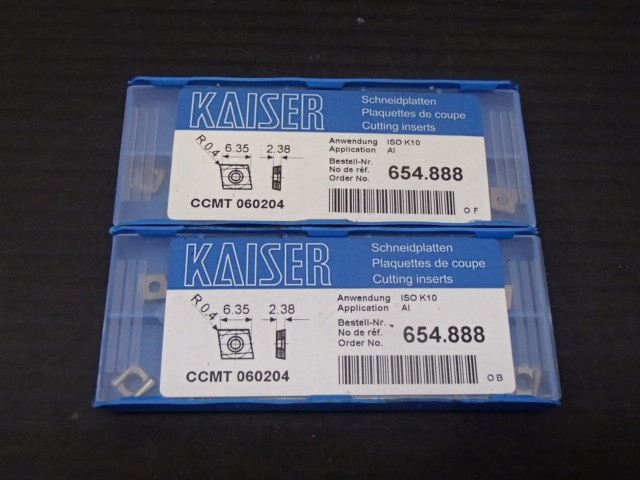 KAISER
Schneidplatten
Plaquettes de coupe
Cutting inserts
R 0.4
6.35
2.38
Anwendung ISO K10
Application Al
Bestell-Nr.
No de réf. 654.888
Order No.
CCMT 060204
O F
KAISER
Schneidplatten
Plaquettes de coupe
Cutting inserts
R 0.4
6.35
2.38
Anwendung ISO K10
Application Al
Bestell-Nr.
No de réf. 654.888
Order No.
CCMT 060204
O B